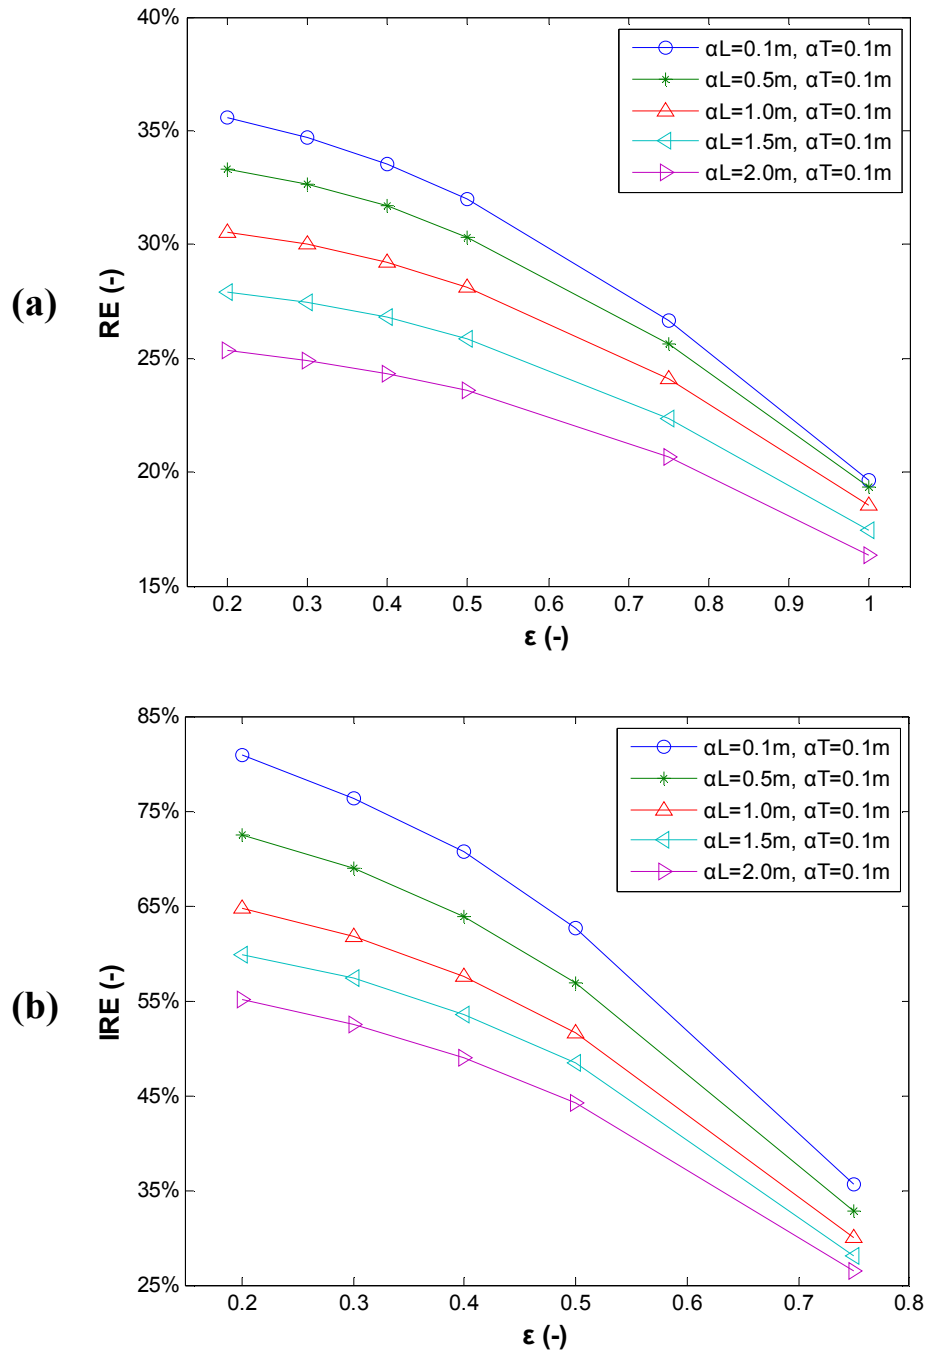 40%
35%
30%
25%
20%
15%
RE (-)
(a)
αL=0.1m, αT=0.1m
αL=0.5m, αT=0.1m
αL=1.0m, αT=0.1m
αL=1.5m, αT=0.1m
αL=2.0m, αT=0.1m
0.2 0.3 0.4 0.5 0.6 0.7 0.8 0.9 1
ε (-)
85%
75%
65%
55%
45%
35%
25%
IRE (-)
(b)
αL=0.1m, αT=0.1m
αL=0.5m, αT=0.1m
αL=1.0m, αT=0.1m
αL=1.5m, αT=0.1m
αL=2.0m, αT=0.1m
0.2 0.3 0.4 0.5 0.6 0.7 0.8
ε (-)